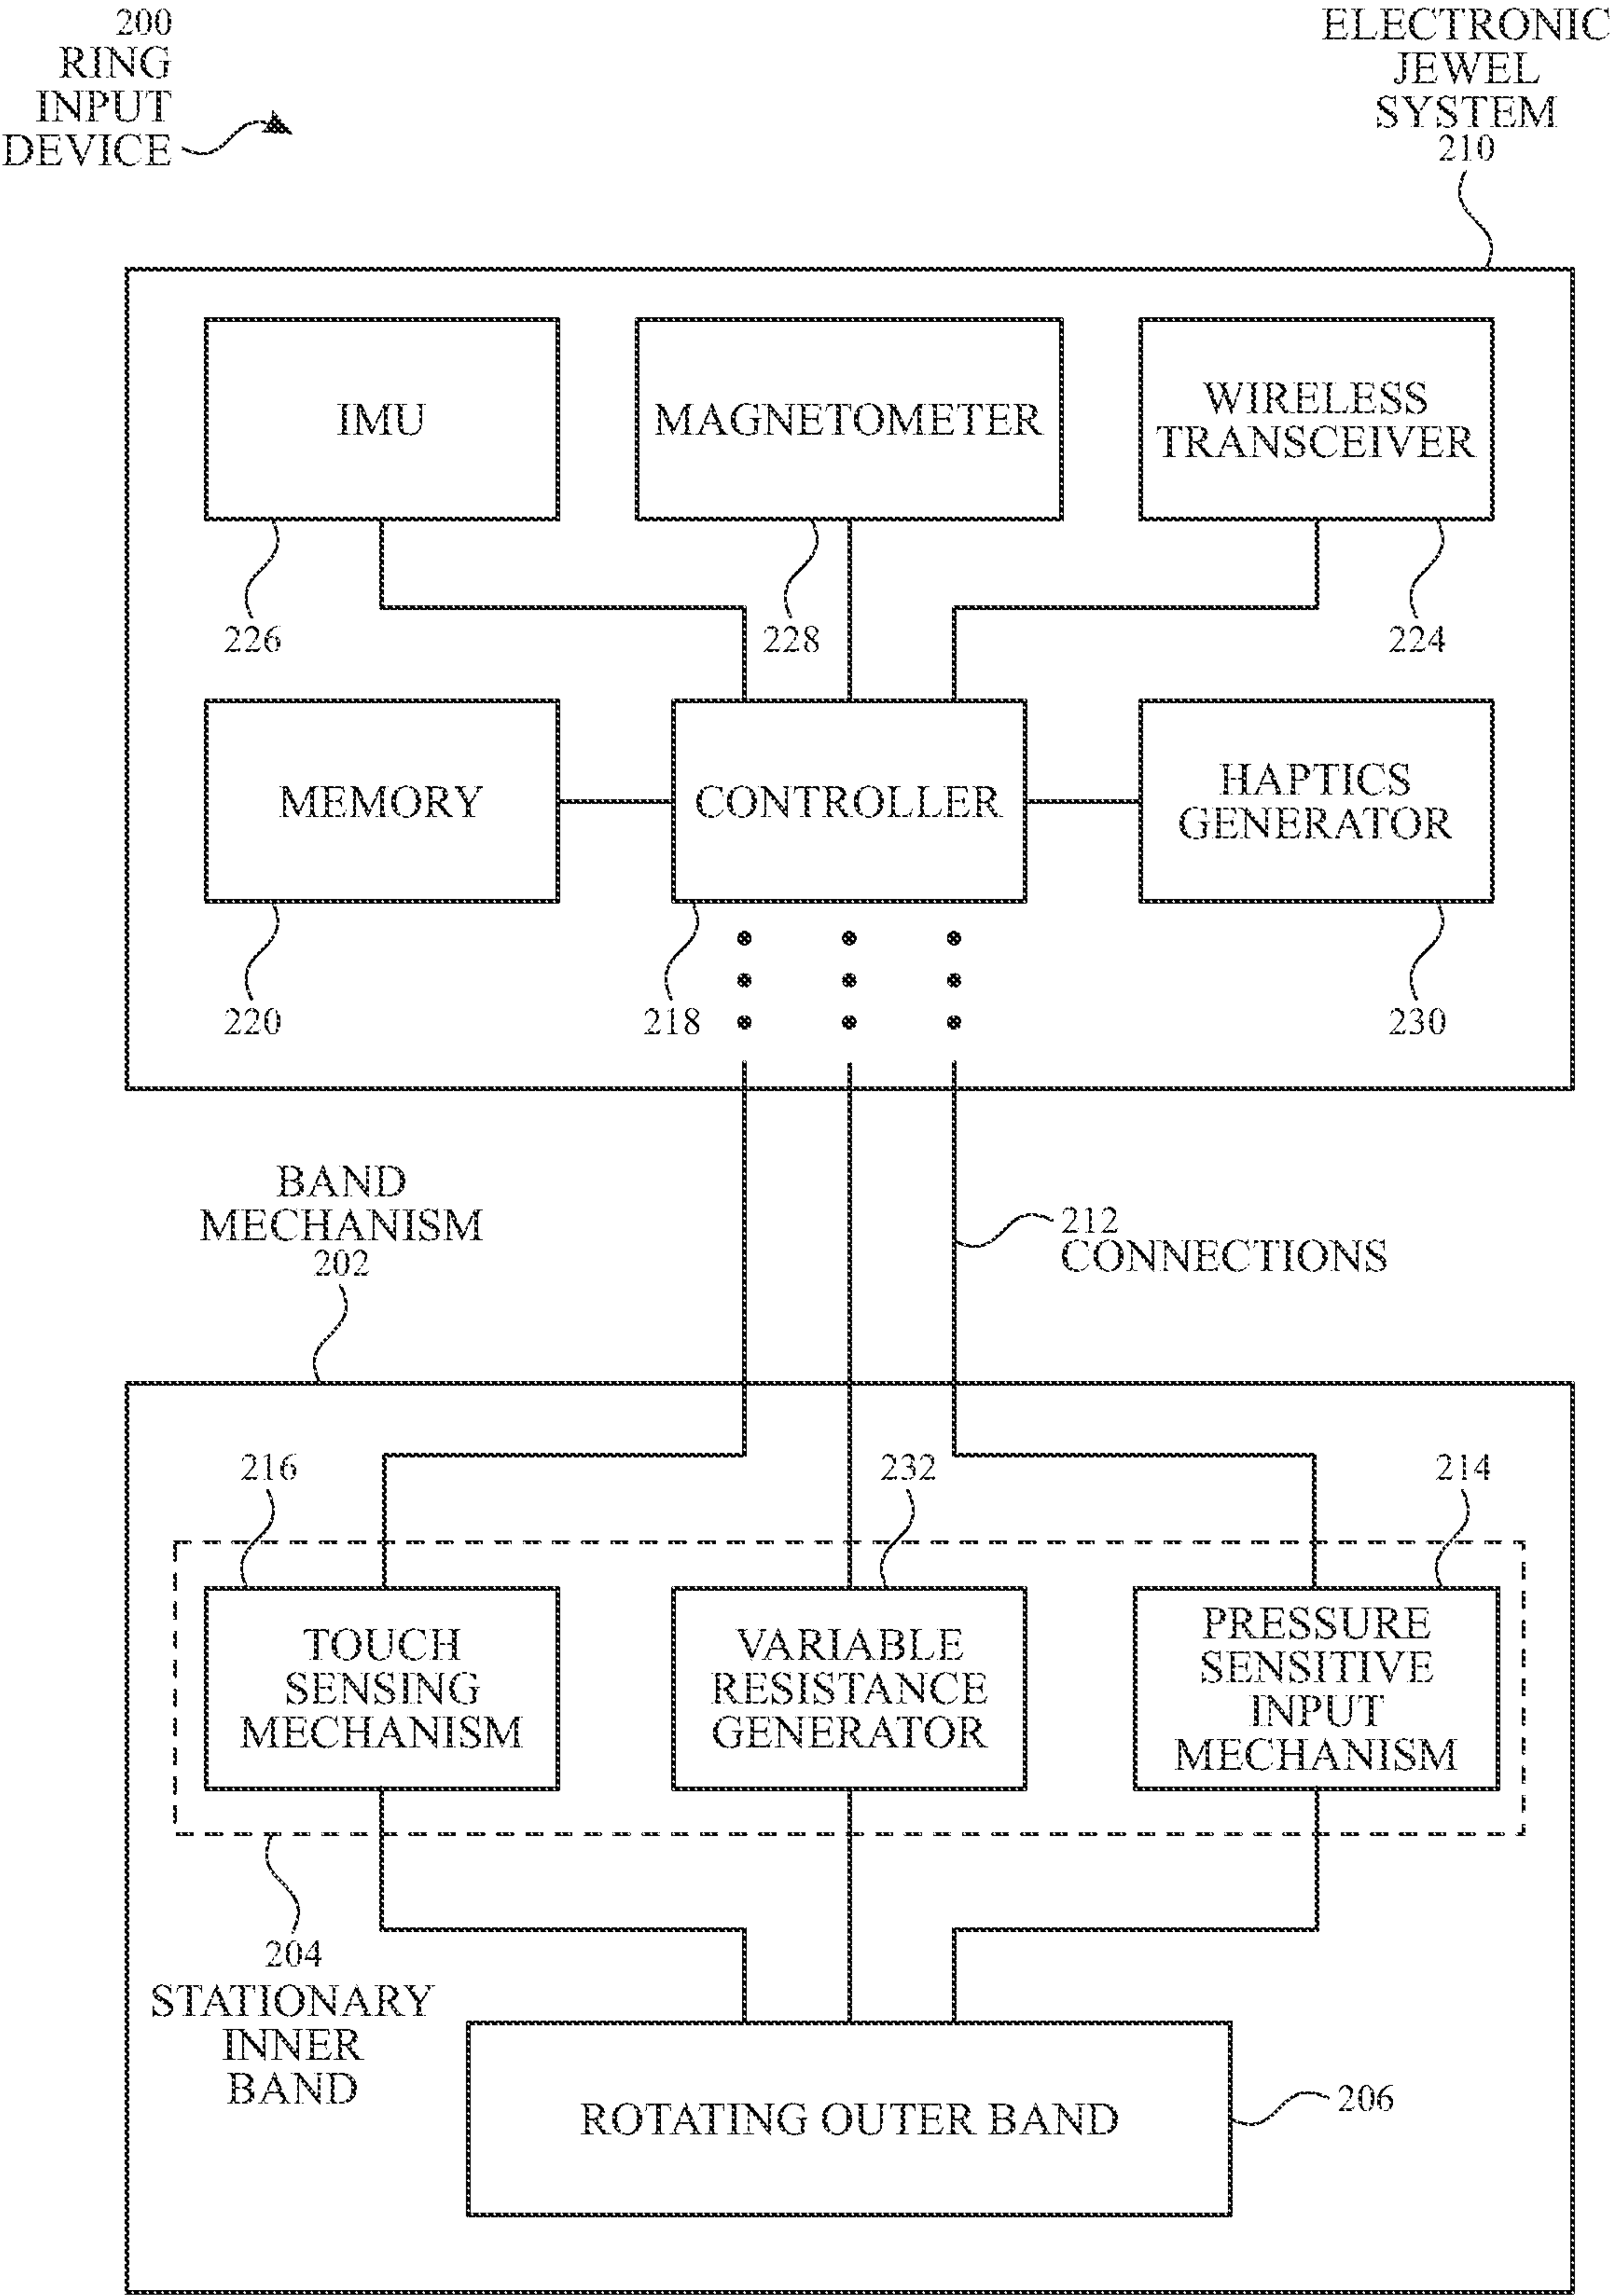 200
RING
INPUT
DEVICE
ELECTRONIC
JEWEL
SYSTEM
210
IMU
MAGNETOMETER
WIRELESS
TRANSCEIVER
226
228
224
MEMORY
CONTROLLER
HAPTICS
GENERATOR
220
218
230
BAND
MECHANISM
202
212
CONNECTIONS
216
232
214
TOUCH
SENSING
MECHANISM
VARIABLE
RESISTANCE
GENERATOR
PRESSURE
SENSITIVE
INPUT
MECHANISM
204
STATIONARY
INNER
BAND
ROTATING OUTER BAND
206